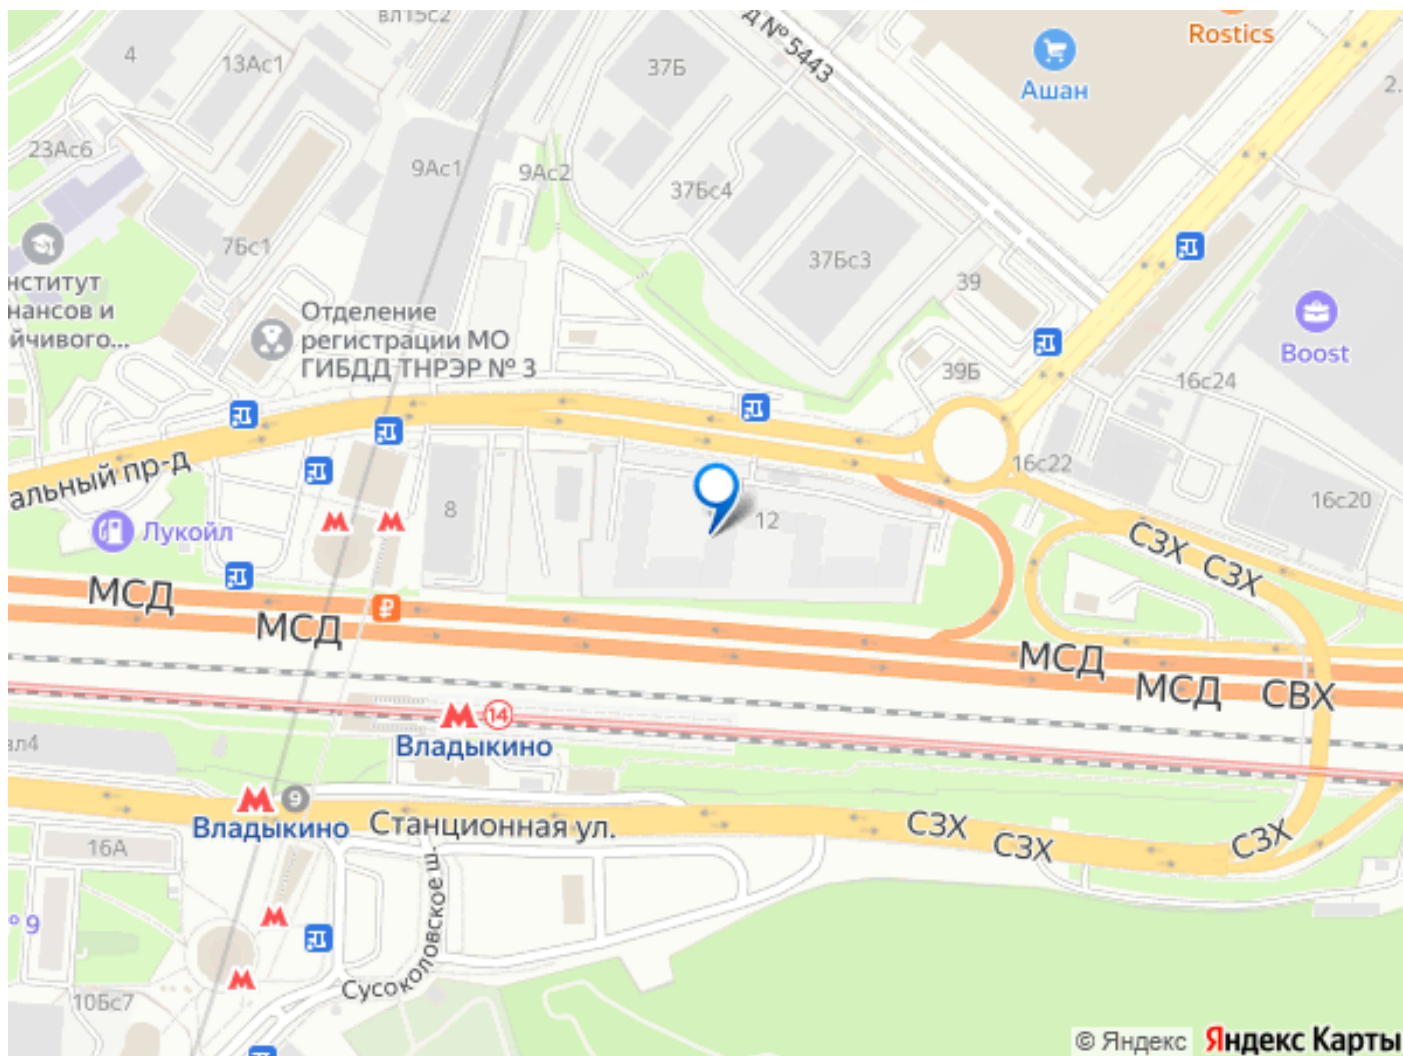 вл15с2
4
13Ас1
37Б
д № 5443
Rostics
Ашан
2.
23Ас6
9Ас1
9Ас2
37Бс4
7Бс1
37Бс3
39
нститут
нансов и
йчивого...
Отделение
регистрации МО
ГИБДД ТНРЭР № 3
Boost
39Б
16с24
альный пр-д
16с22
16с20
8
12
Лукойл
СЗХ
СЗХ
МСД
МСД
₽
МСД
МСД
СВХ
14
Владыкино
вл4
9
Владыкино
Станционная ул.
СЗХ
СЗХ
СЗХ
16А
° 9
Сусоколовское ш.
10Бс7
© Яндекс Яндекс Карты